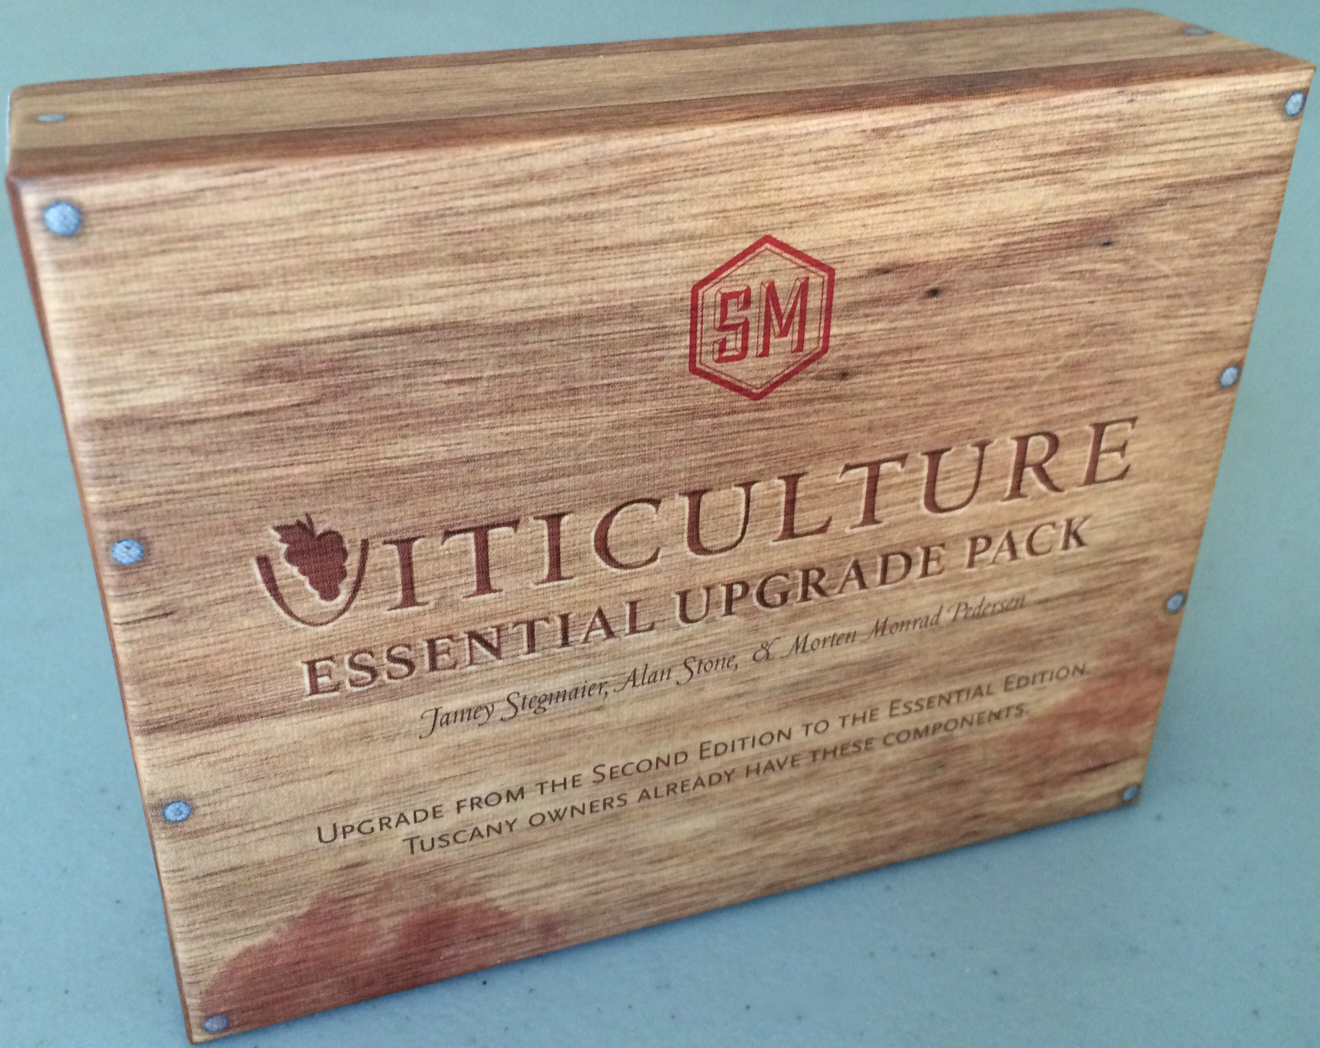 SM
VITICULTURE
ESSENTIAL UPGRADE PACK
Jamey Stegmaier, Alan Stone, & Morten Monrad Pedersen
UPGRADE FROM THE SECOND EDITION TO THE ESSENTIAL EDITION.
TUSCANY OWNERS ALREADY HAVE THESE COMPONENTS.